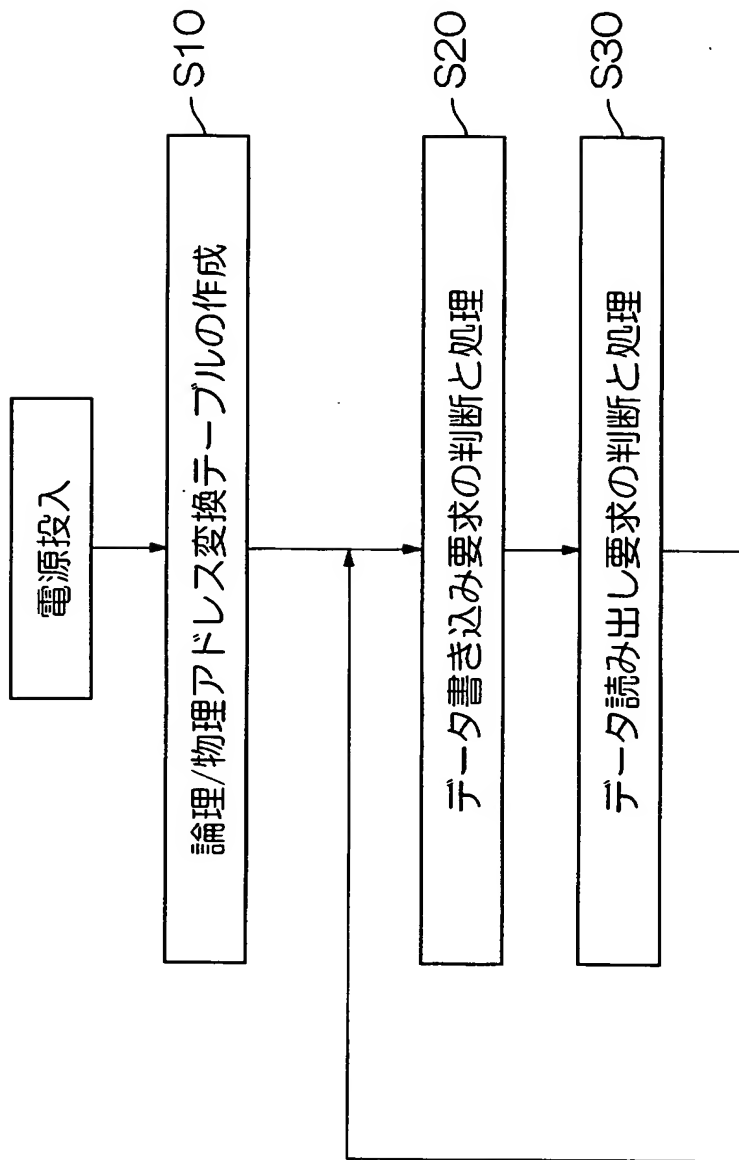 電源投入
論理/物理アドレス変換テーブルの作成
S10
データ書き込み要求の判断と処理
S20
データ読み出し要求の判断と処理
S30